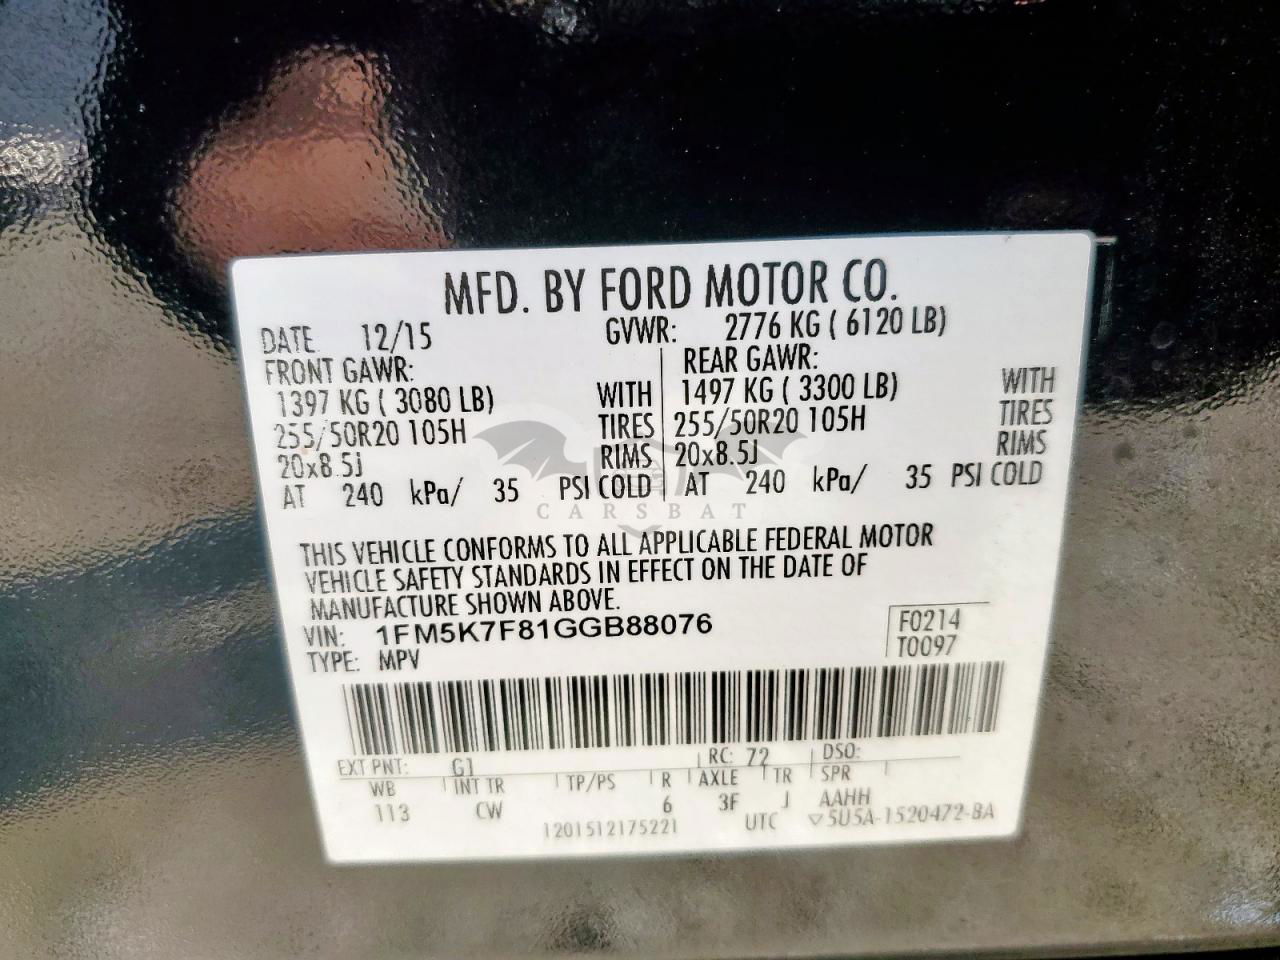 MFD. BY FORD MOTOR CO.
DATE 12/15 GVWR: 2776 KG ( 6120 LB)
FRONT GAWR: REAR GAWR:
1397 KG ( 3080 LB) WITH 1497 KG ( 3300 LB) WITH
255/50R20 105H TIRES 255/50R20 105H TIRES
20x8.5J RIMS 20x8.5J RIMS
AT 240 kPa/ 35 PSI COLD AT 240 kPa/ 35 PSI COLD
CARSBAT
THIS VEHICLE CONFORMS TO ALL APPLICABLE FEDERAL MOTOR
VEHICLE SAFETY STANDARDS IN EFFECT ON THE DATE OF
MANUFACTURE SHOWN ABOVE.
VIN: 1FM5K7F81GGB88076 F0214
TYPE: MPV T0097
EXT PNT: G1 RC: 72 DSO:
WB INT TR TP/PS R AXLE TR SPR
113 CW 6 3F J AAHH
1201512175221 UTC ▽5U5A-1520472-BA